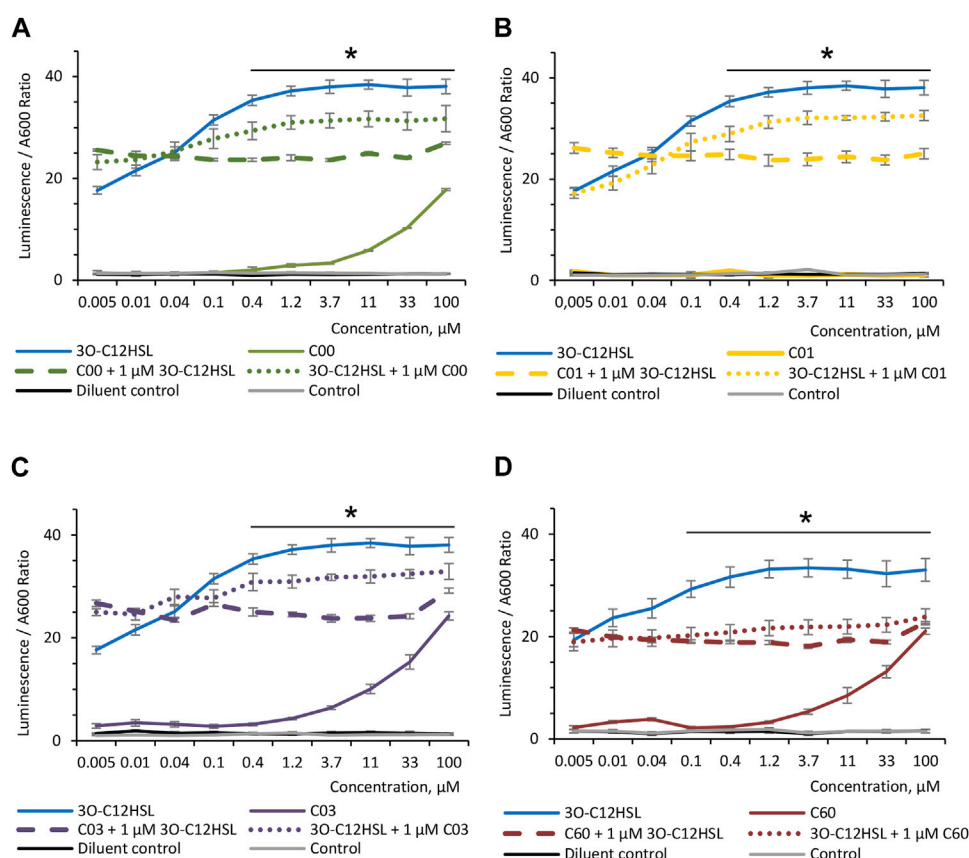 A
*
Luminescence / A600 Ratio
40
20
0
0.005 0.01 0.04 0.1 0.4 1.2 3.7 11 33 100
Concentration, µM
3O-C12HSL C00
C00 + 1 µM 3O-C12HSL 3O-C12HSL + 1 µM C00
Diluent control Control
B
*
Luminescence / A600 Ratio
40
20
0
0,005 0.01 0.04 0.1 0.4 1.2 3.7 11 33 100
Concentration, µM
3O-C12HSL C01
C01 + 1 µM 3O-C12HSL 3O-C12HSL + 1 µM C01
Diluent control Control
C
*
Luminescence / A600 Ratio
40
20
0
0.005 0.01 0.04 0.1 0.4 1.2 3.7 11 33 100
Concentration, µM
3O-C12HSL C03
C03 + 1 µM 3O-C12HSL 3O-C12HSL + 1 µM C03
Diluent control Control
D
*
Luminescence / A600 Ratio
40
20
0
0.005 0.01 0.04 0.1 0.4 1.2 3.7 11 33 100
Concentration, µM
3O-C12HSL C60
C60 + 1 µM 3O-C12HSL 3O-C12HSL + 1 µM C60
Diluent control Control